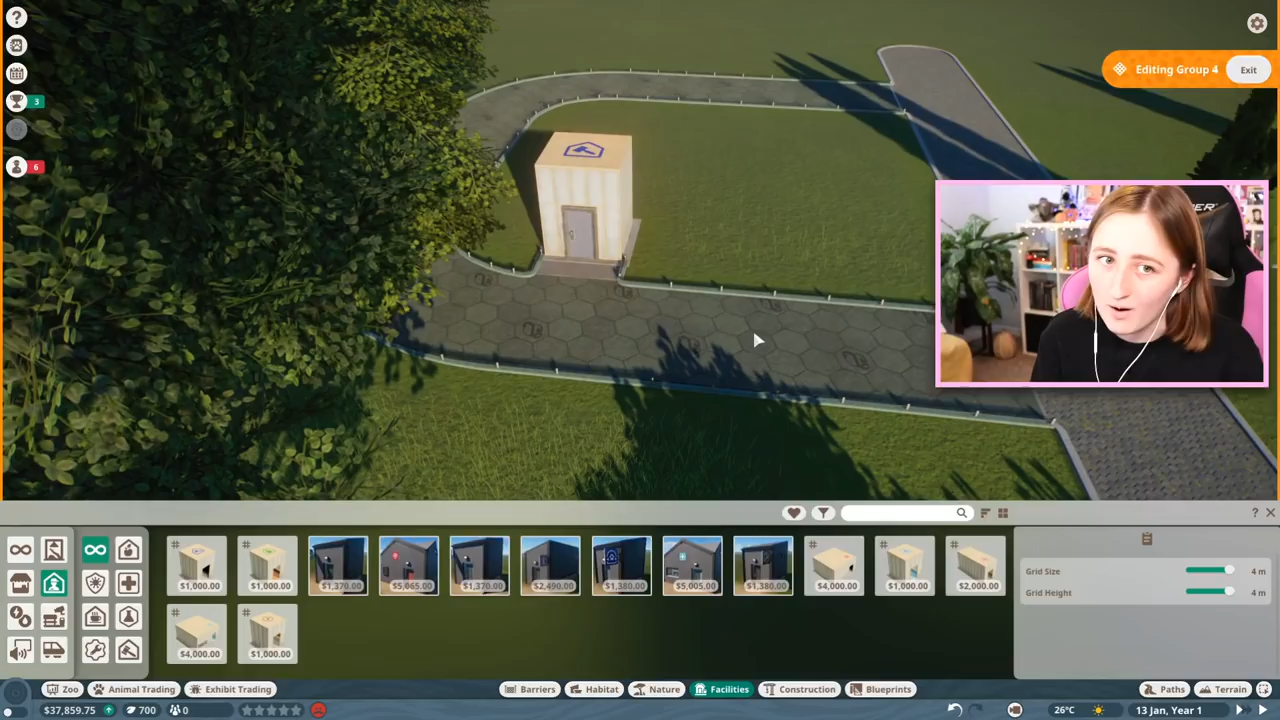 ?
Editing Group 4 Exit
3
6
ER
? 
$1,000.00 $1,000.00 $1,370.00 $5,065.00 $1,370.00 $2,490.00 $1,380.00 $5,005.00 $1,380.00 $4,000.00 $1,000.00 $2,000.00
$4,000.00 $1,000.00
Grid Size 4 m
Grid Height 4 m
Zoo Animal Trading Exhibit Trading Barriers Habitat Nature Facilities Construction Blueprints Paths Terrain
$37,859.75 700 0 26°C 13 Jan, Year 1